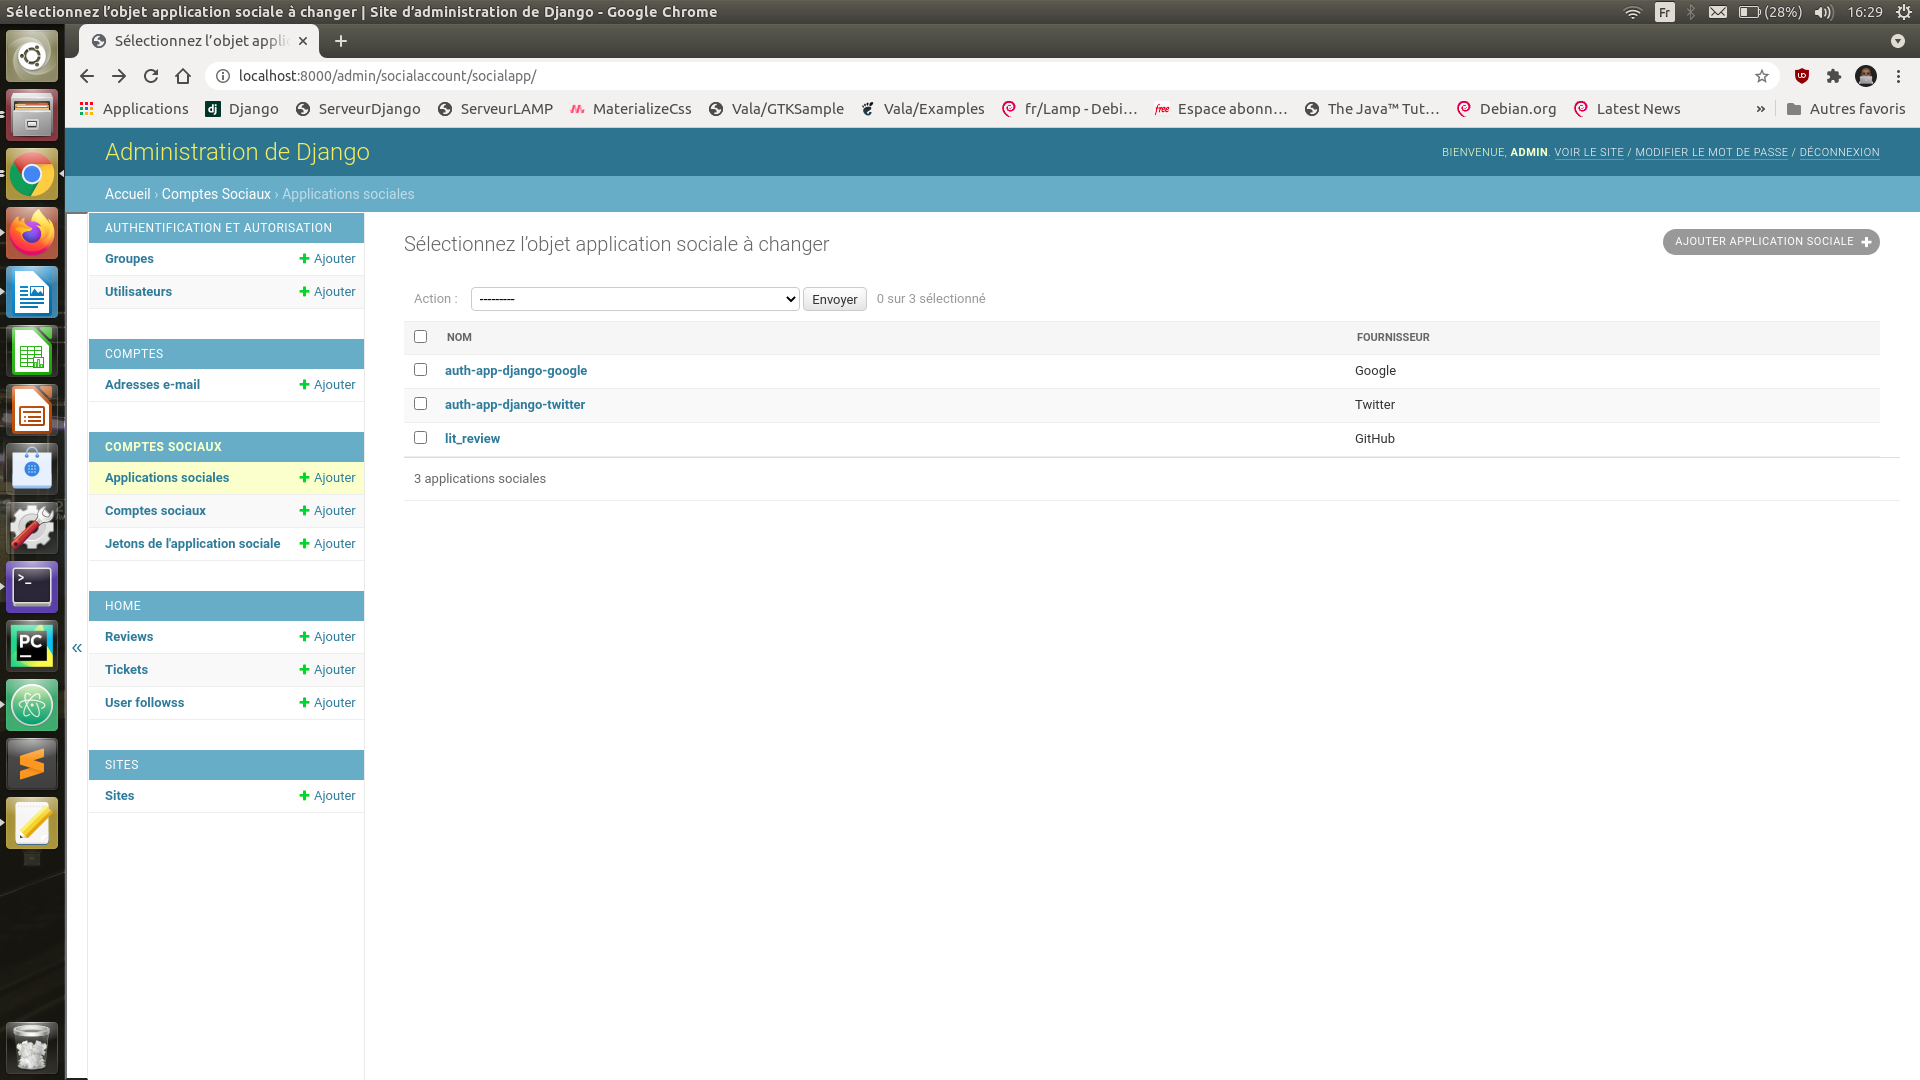 Sélectionnez l’objet application sociale à changer | Site d’administration de Django - Google Chrome
Fr
(28%)
16:29
Sélectionnez l’objet appli
localhost:8000/admin/socialaccount/socialapp/
Applications
dj Django
ServeurDjango
ServeurLAMP
MaterializeCss
Vala/GTKSample
Vala/Examples
fr/Lamp - Debi…
free Espace abonn…
The Java™ Tut…
Debian.org
Latest News
»
Autres favoris
Administration de Django
BIENVENUE, ADMIN. VOIR LE SITE / MODIFIER LE MOT DE PASSE / DÉCONNEXION
Accueil › Comptes Sociaux › Applications sociales
AUTHENTIFICATION ET AUTORISATION
Groupes Ajouter
Utilisateurs Ajouter
COMPTES
Adresses e-mail Ajouter
COMPTES SOCIAUX
Applications sociales Ajouter
Comptes sociaux Ajouter
Jetons de l'application sociale Ajouter
HOME
Reviews Ajouter
Tickets Ajouter
User followss Ajouter
SITES
Sites Ajouter
«
Sélectionnez l’objet application sociale à changer
AJOUTER APPLICATION SOCIALE
Action : --------- Envoyer 0 sur 3 sélectionné
NOM FOURNISSEUR
auth-app-django-google Google
auth-app-django-twitter Twitter
lit_review GitHub
3 applications sociales
>_
PC